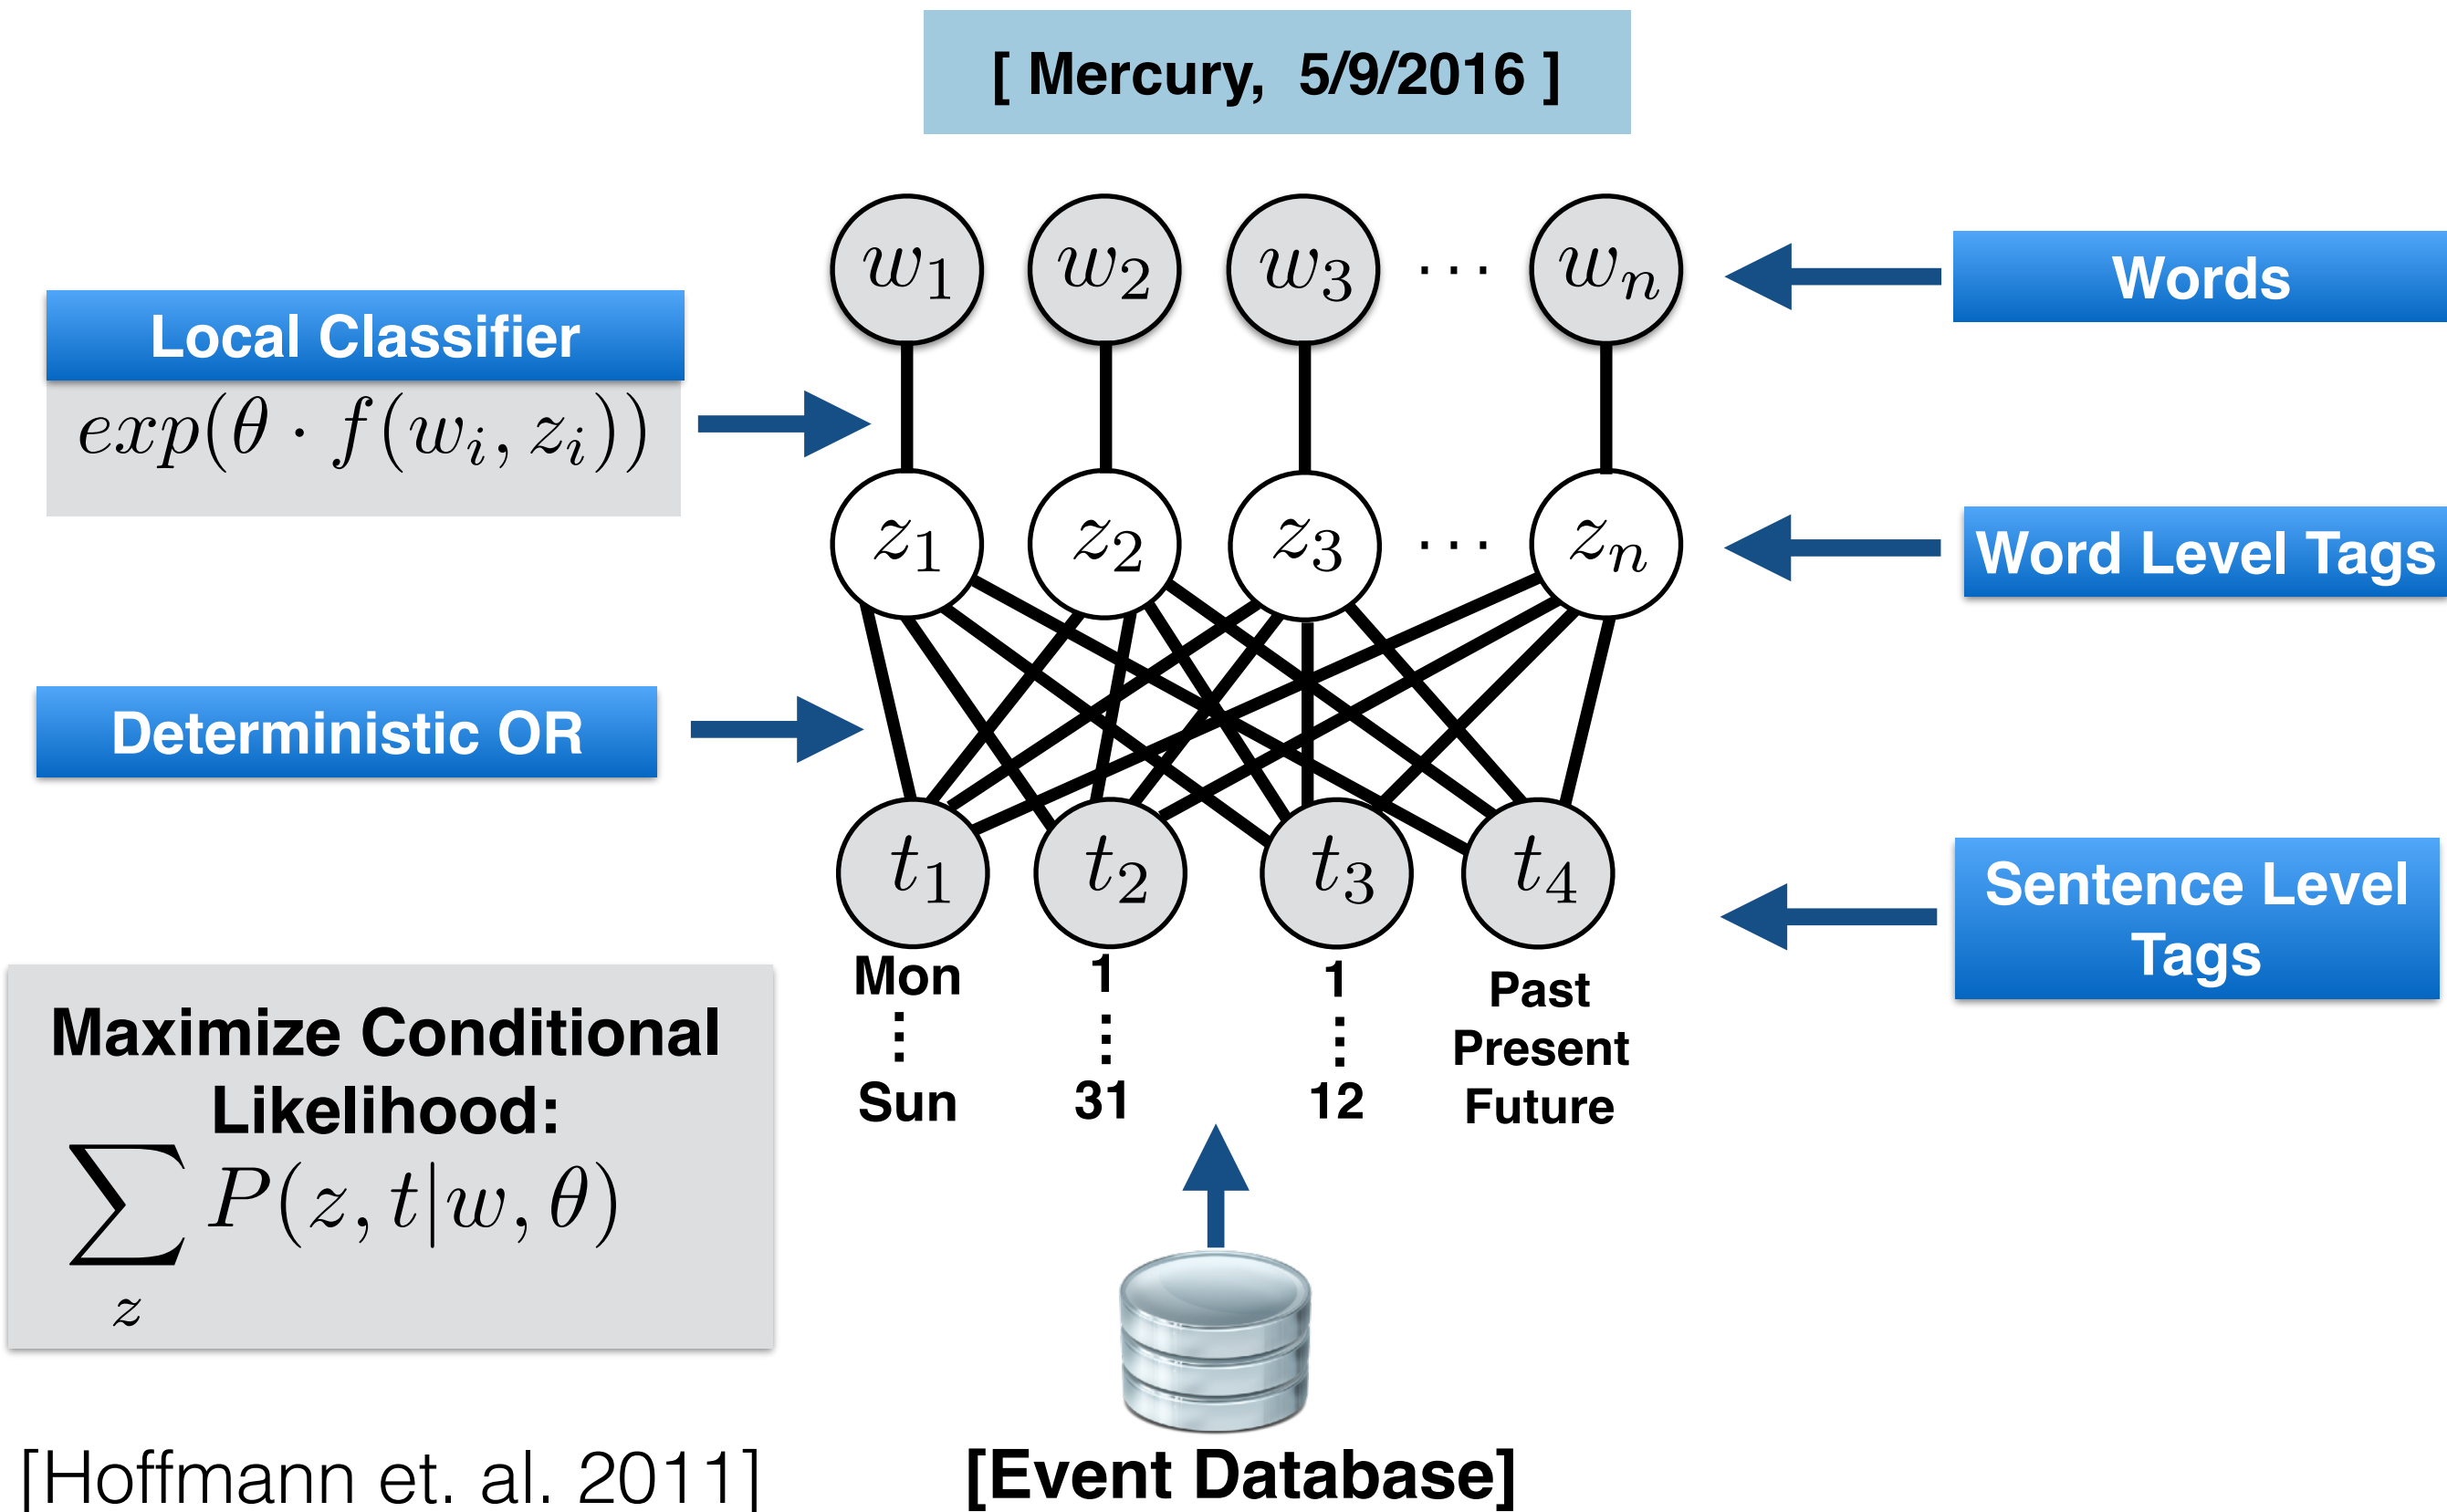 [ Mercury, 5/9/2016 ]
w_1 w_2 w_3 ⋯ w_n
Words
Local Classifier
exp(θ · f(w_i, z_i))
z_1 z_2 z_3 ⋯ z_n
Word Level Tags
Deterministic OR
t_1 t_2 t_3 t_4
Sentence Level
Tags
Mon 1 1 Past
⋮ ⋮ ⋮ Present
Sun 31 12 Future
Maximize Conditional
Likelihood:
∑_z P(z, t|w, θ)
[Hoffmann et. al. 2011]
[Event Database]